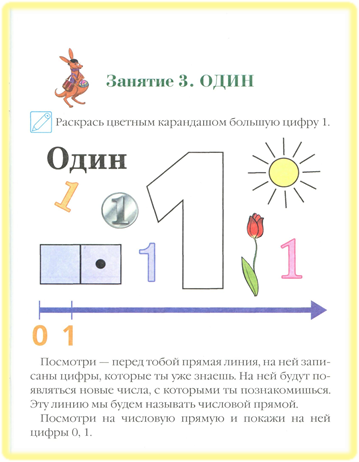 Занятие 3. ОДИН
Раскрась цветным карандашом большую цифру 1.
Один
1
1
1
1
1
0 1
Посмотри — перед тобой прямая линия, на ней запи-
саны цифры, которые ты уже знаешь. На ней будут по-
являться новые числа, с которыми ты познакомишься.
Эту линию мы будем называть числовой прямой.
Посмотри на числовую прямую и покажи на ней
цифры 0, 1.